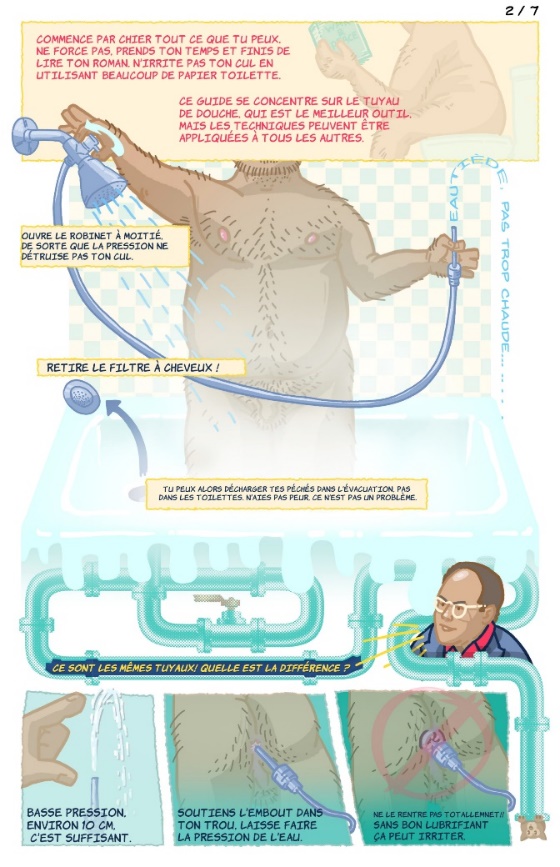 2 / 7
COMMENCE PAR CHIER TOUT CE QUE TU PEUX.
NE FORCE PAS, PRENDS TON TEMPS ET FINIS DE
LIRE TON ROMAN. N'IRRITE PAS TON CUL EN
UTILISANT BEAUCOUP DE PAPIER TOILETTE.
CE GUIDE SE CONCENTRE SUR LE TUYAU
DE DOUCHE, QUI EST LE MEILLEUR OUTIL,
MAIS LES TECHNIQUES PEUVENT ÊTRE
APPLIQUÉES À TOUS LES AUTRES.
EAU TIÈDE, PAS TROP CHAUDE...
OUVRE LE ROBINET À MOITIÉ,
DE SORTE QUE LA PRESSION NE
DÉTRUISE PAS TON CUL.
RETIRE LE FILTRE À CHEVEUX !
TU PEUX ALORS DÉCHARGER TES PÉCHÉS DANS L'ÉVACUATION, PAS
DANS LES TOILETTES. N'AIES PAS PEUR, CE N'EST PAS UN PROBLÈME.
CE SONT LES MÊMES TUYAUX/ QUELLE EST LA DIFFÉRENCE ?
BASSE PRESSION,
ENVIRON 10 CM,
C'EST SUFFISANT.
SOUTIENS L'EMBOUT DANS
TON TROU, LAISSE FAIRE
LA PRESSION DE L'EAU.
NE LE RENTRE PAS TOTALLEMNET!!
SANS BON LUBRIFIANT
ÇA PEUT IRRITER.